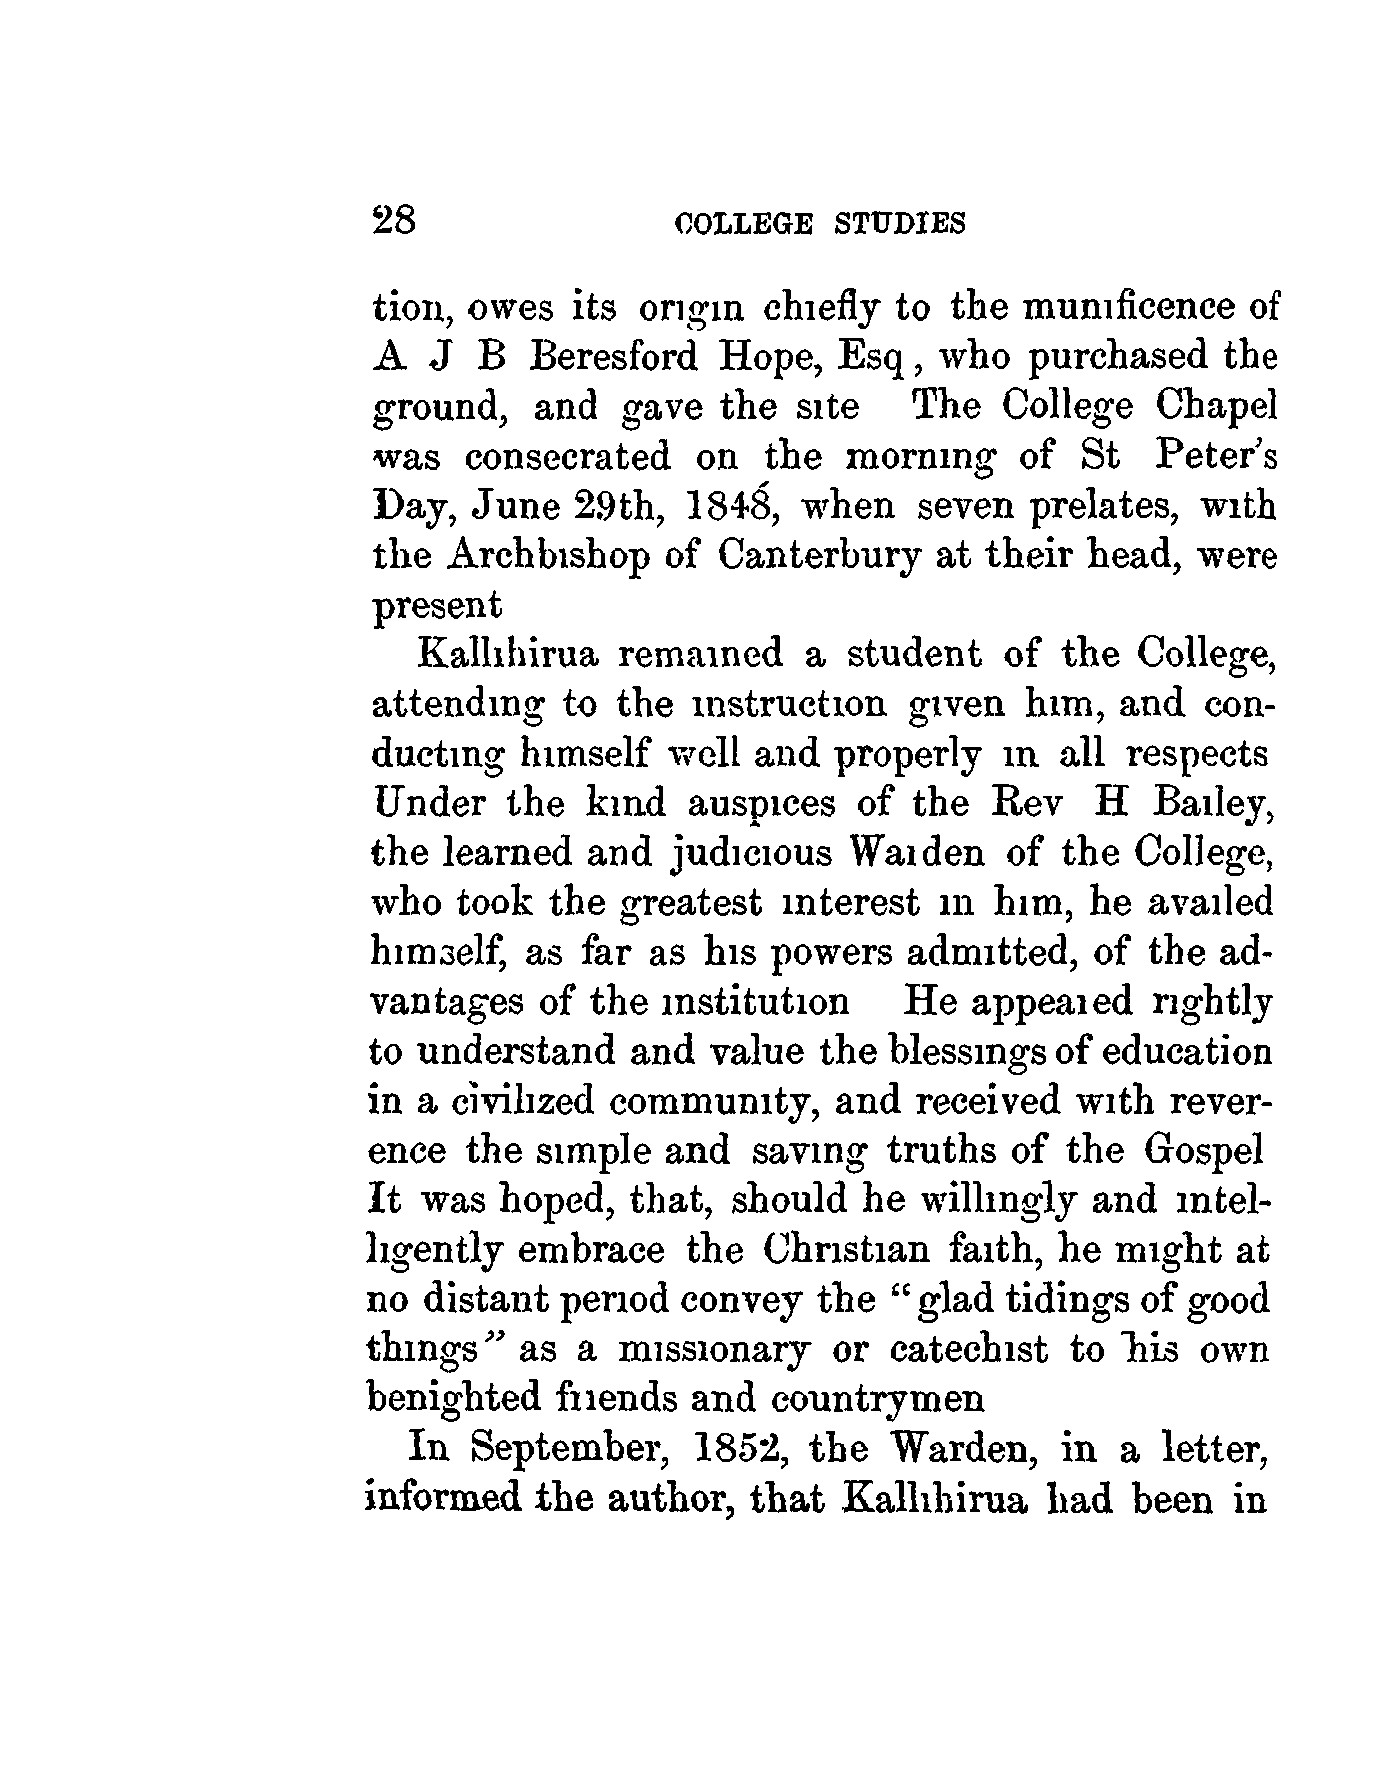 28 COLLEGE STUDIES
tion, owes its origin chiefly to the munificence of
A J B Beresford Hope, Esq, who purchased the
ground, and gave the site The College Chapel
was consecrated on the morning of St Peter's
Day, June 29th, 1848, when seven prelates, with
the Archbishop of Canterbury at their head, were
present
Kallihirua remained a student of the College,
attending to the instruction given him, and con-
ducting himself well and properly in all respects
Under the kind auspices of the Rev H Bailey,
the learned and judicious Warden of the College,
who took the greatest interest in him, he availed
himself, as far as his powers admitted, of the ad-
vantages of the institution He appeared rightly
to understand and value the blessings of education
in a civilized community, and received with rever-
ence the simple and saving truths of the Gospel
It was hoped, that, should he willingly and intel-
ligently embrace the Christian faith, he might at
no distant period convey the "glad tidings of good
things" as a missionary or catechist to his own
benighted friends and countrymen
In September, 1852, the Warden, in a letter,
informed the author, that Kallihirua had been in